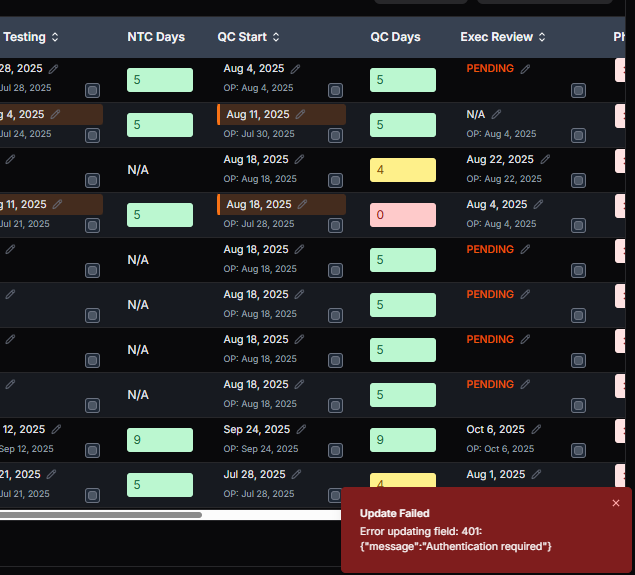 Testing NTC Days QC Start QC Days Exec Review
28, 2025 5 Aug 4, 2025 5 PENDING
Jul 28, 2025 OP: Aug 4, 2025
g 4, 2025 5 Aug 11, 2025 5 N/A
Jul 24, 2025 OP: Jul 30, 2025 OP: Aug 4, 2025
N/A Aug 18, 2025 4 Aug 22, 2025
OP: Aug 18, 2025 OP: Aug 22, 2025
g 11, 2025 5 Aug 18, 2025 0 Aug 4, 2025
Jul 21, 2025 OP: Jul 28, 2025 OP: Aug 4, 2025
N/A Aug 18, 2025 5 PENDING
OP: Aug 18, 2025
N/A Aug 18, 2025 5 PENDING
OP: Aug 18, 2025
N/A Aug 18, 2025 5 PENDING
OP: Aug 18, 2025
N/A Aug 18, 2025 5 PENDING
OP: Aug 18, 2025
12, 2025 9 Sep 24, 2025 9 Oct 6, 2025
Sep 12, 2025 OP: Sep 24, 2025 OP: Oct 6, 2025
21, 2025 5 Jul 28, 2025 4 Aug 1, 2025
Jul 21, 2025 OP: Jul 28, 2025
Update Failed
Error updating field: 401:
{"message":"Authentication required"}